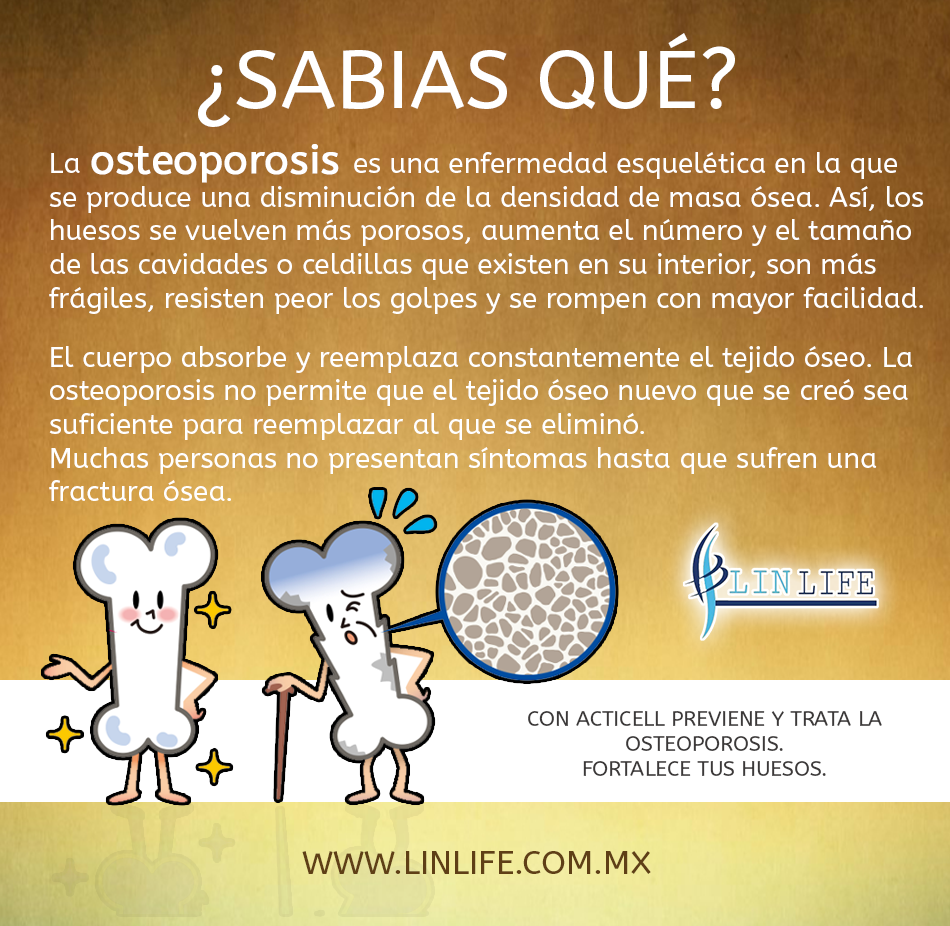 ¿SABIAS QUÉ?
La osteoporosis es una enfermedad esquelética en la que
se produce una disminución de la densidad de masa ósea. Así, los
huesos se vuelven más porosos, aumenta el número y el tamaño
de las cavidades o celdillas que existen en su interior, son más
frágiles, resisten peor los golpes y se rompen con mayor facilidad.
El cuerpo absorbe y reemplaza constantemente el tejido óseo. La
osteoporosis no permite que el tejido óseo nuevo que se creó sea
suficiente para reemplazar al que se eliminó.
Muchas personas no presentan síntomas hasta que sufren una
fractura ósea.
LINLIFE
CON ACTICELL PREVIENE Y TRATA LA
OSTEOPOROSIS.
FORTALECE TUS HUESOS.
WWW.LINLIFE.COM.MX